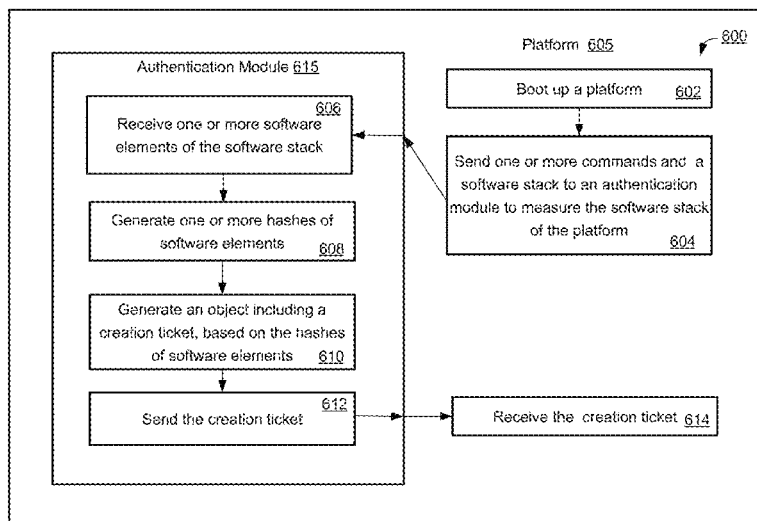 600
Platform 605
Authentication Module 615
Boot up a platform 602
606
Receive one or more software
elements of the software stack
Send one or more commands and a
software stack to an authentication
module to measure the software stack
of the platform
604
Generate one or more hashes of
software elements
608
Generate an object including a
creation ticket, based on the hashes
of software elements 610
612
Send the creation ticket
Receive the creation ticket 614